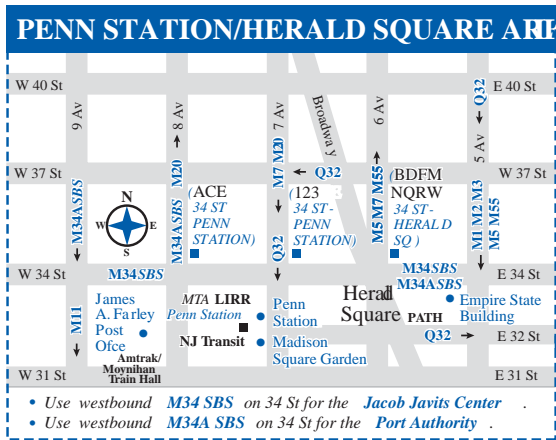 PENN STATION/HERALD SQUARE AR
W 40 St
E 40 St
9 Av
8 Av
7 Av
Broadway
6 Av
5 Av
Q32
W 37 St
E 37 St
M20
M7 M20
Q32
M34ASBS
M34ASBS
M5 M7 M55
M1 M2 M3
M5 M55
N
W E
S
(ACE
34 ST
PENN
STATION)
(123
34 ST-
PENN
STATION)
(BDFM
NQRW
34 ST-
HERALD
SQ )
Q32
W 34 St
M34SBS
M34SBS
M34ASBS
E 34 St
M11
James
A. Farley
Post
Ofce
Amtrak/
Moynihan
Train Hall
MTA LIRR
Penn Station
NJ Transit
Penn
Station
Madison
Square Garden
Herald
Square PATH
Empire State
Building
Q32
E 32 St
W 31 St
E 31 St
• Use westbound M34 SBS on 34 St for the Jacob Javits Center .
• Use westbound M34A SBS on 34 St for the Port Authority .